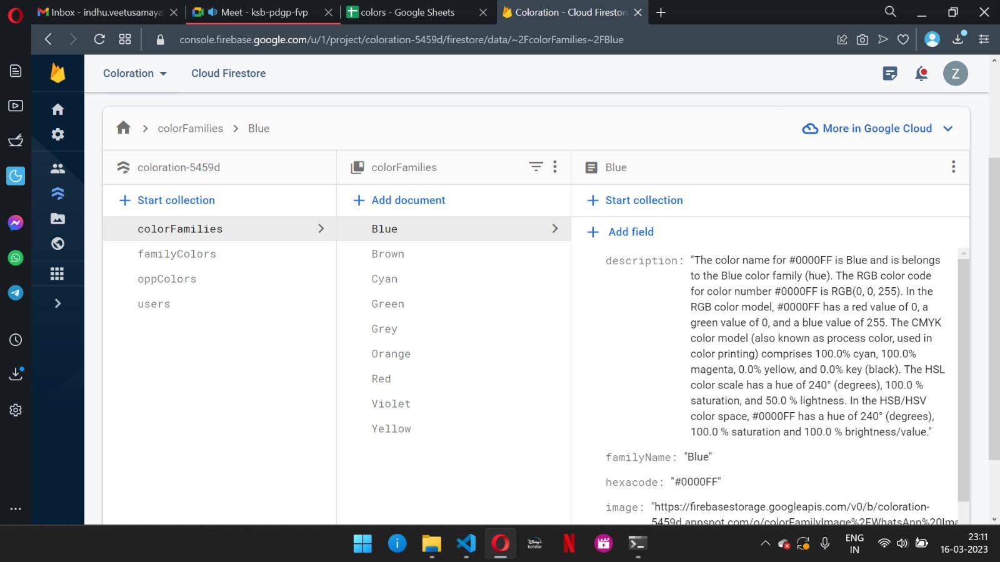 Inbox - indhu.veetusamaya
Meet - ksb-pdgp-fvp
colors - Google Sheets
Coloration - Cloud Firestor
console.firebase.google.com/u/1/project/coloration-5459d/firestore/data/~2FcolorFamilies~2FBlue
Coloration
Cloud Firestore
Z
colorFamilies
Blue
More in Google Cloud
coloration-5459d
colorFamilies
Blue
Start collection
Add document
Start collection
colorFamilies
familyColors
oppColors
users
Blue
Brown
Cyan
Green
Grey
Orange
Red
Violet
Yellow
Add field
description: "The color name for #0000FF is Blue and is belongs
to the Blue color family (hue). The RGB color code
for color number #0000FF is RGB(0, 0, 255). In the
RGB color model, #0000FF has a red value of 0, a
green value of 0, and a blue value of 255. The CMYK
color model (also known as process color, used in
color printing) comprises 100.0% cyan, 100.0%
magenta, 0.0% yellow, and 0.0% key (black). The HSL
color scale has a hue of 240° (degrees), 100.0 %
saturation, and 50.0 % lightness. In the HSB/HSV
color space, #0000FF has a hue of 240° (degrees),
100.0 % saturation and 100.0 % brightness/value."
familyName: "Blue"
hexacode: "#0000FF"
image: "https://firebasestorage.googleapis.com/v0/b/coloration-
5459d.appspot.com/o/colorFamilyImage%2FWhatsApp%20Ima
Disney+
hotstar
N
ENG
IN
23:11
16-03-2023